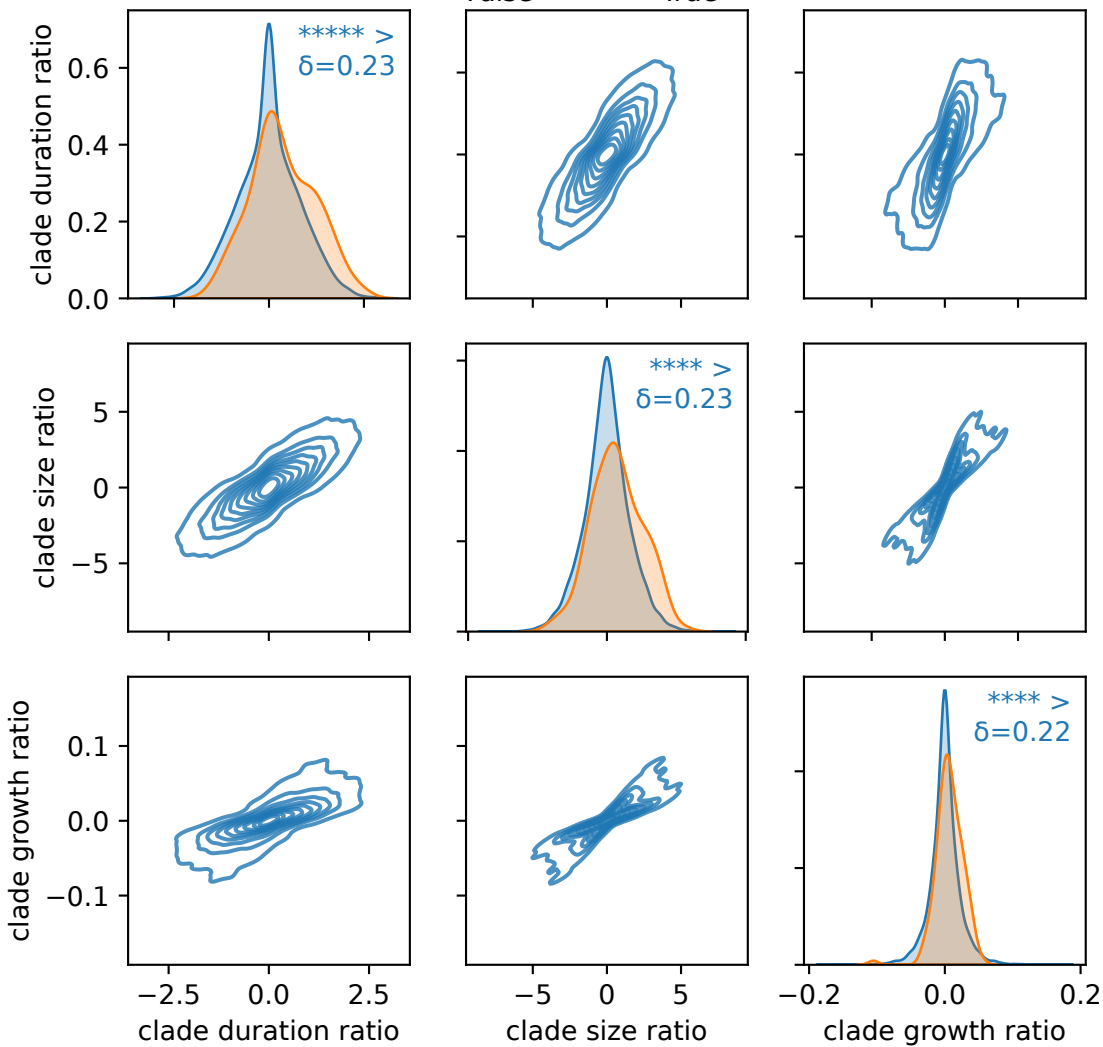 ***** >
δ=0.23
clade duration ratio
0.6
0.4
0.2
0.0
**** >
δ=0.23
clade size ratio
5
0
−5
**** >
δ=0.22
clade growth ratio
0.1
0.0
−0.1
−2.5 0.0 2.5
−5 0 5
−0.2 0.0 0.2
clade duration ratio
clade size ratio
clade growth ratio